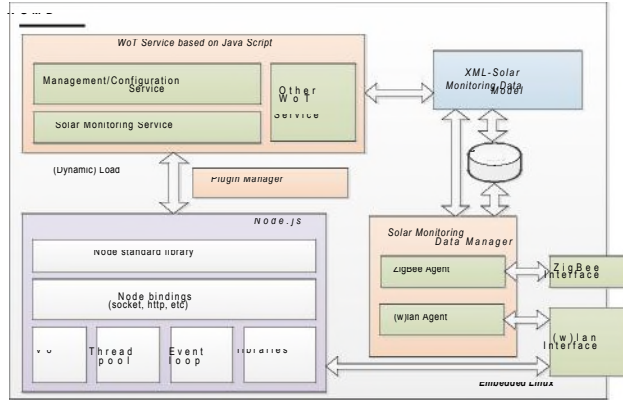 WoT Service based on Java Script
Management/Configuration
Service
Solar Monitoring Service
Other
WoT
Service
XML-Solar
Monitoring Data
Model
(Dynamic) Load
Plugin Manager
Node.js
Node standard library
Node bindings
(socket, http, etc)
Thread
pool
Event
loop
libraries
Solar Monitoring
Data Manager
ZigBee Agent
(w)lan Agent
ZigBee
Interface
(w)lan
Interface
Embedded Linux